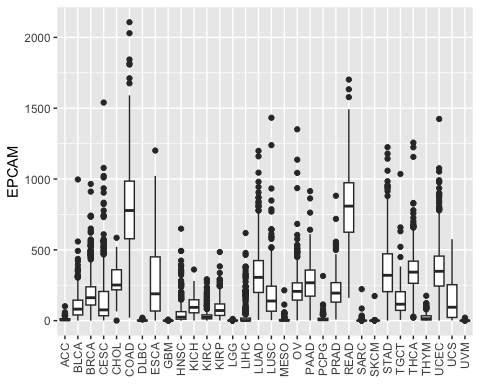 EPCAM
2000
1500
1000
500
0
ACC
BLCA
BRCA
CESC
CHOL
COAD
DLBC
ESCA
GBM
HNSC
KICH
KIRC
KIRP
LGG
LIHC
LUAD
LUSC
MESO
OV
PAAD
PCPG
PRAD
READ
SARC
SKCM
STAD
TGCT
THCA
THYM
UCEC
UCS
UVM